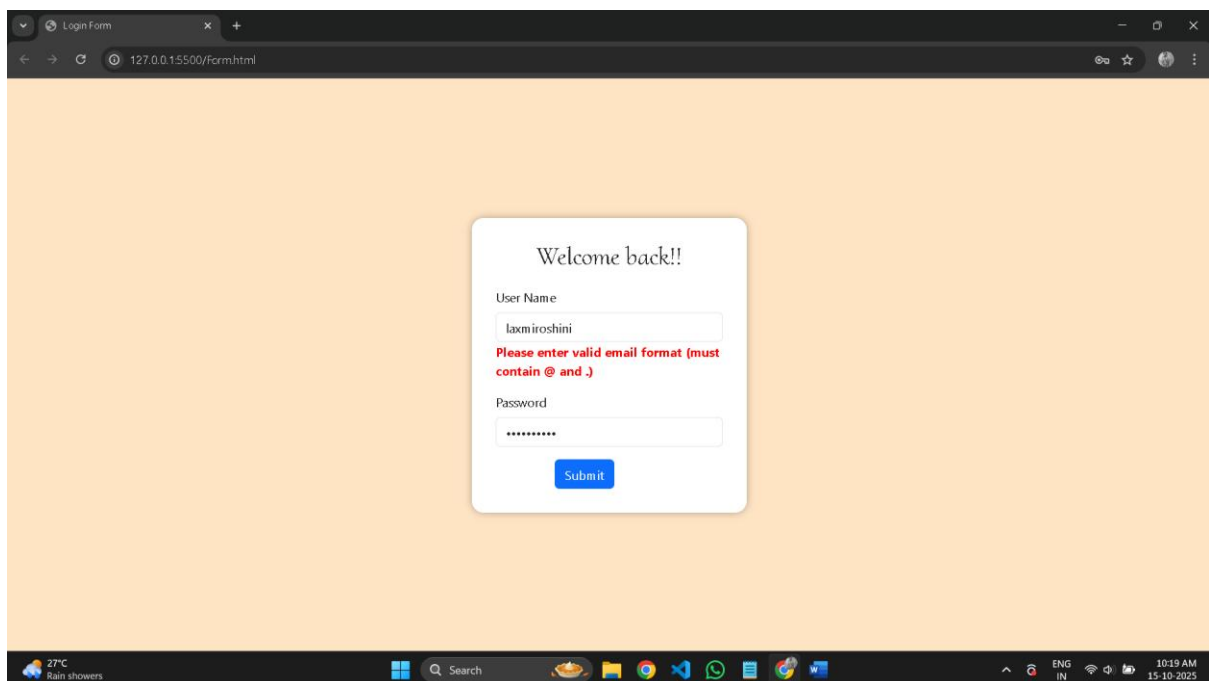 Login Form
127.0.0.1:5500/Form.html
Welcome back!!
User Name
laxmiroshini
Please enter valid email format (must
contain @ and .)
Password
••••••••••
Submit
27°C
Rain showers
Search
ENG
IN
10:19 AM
15-10-2025